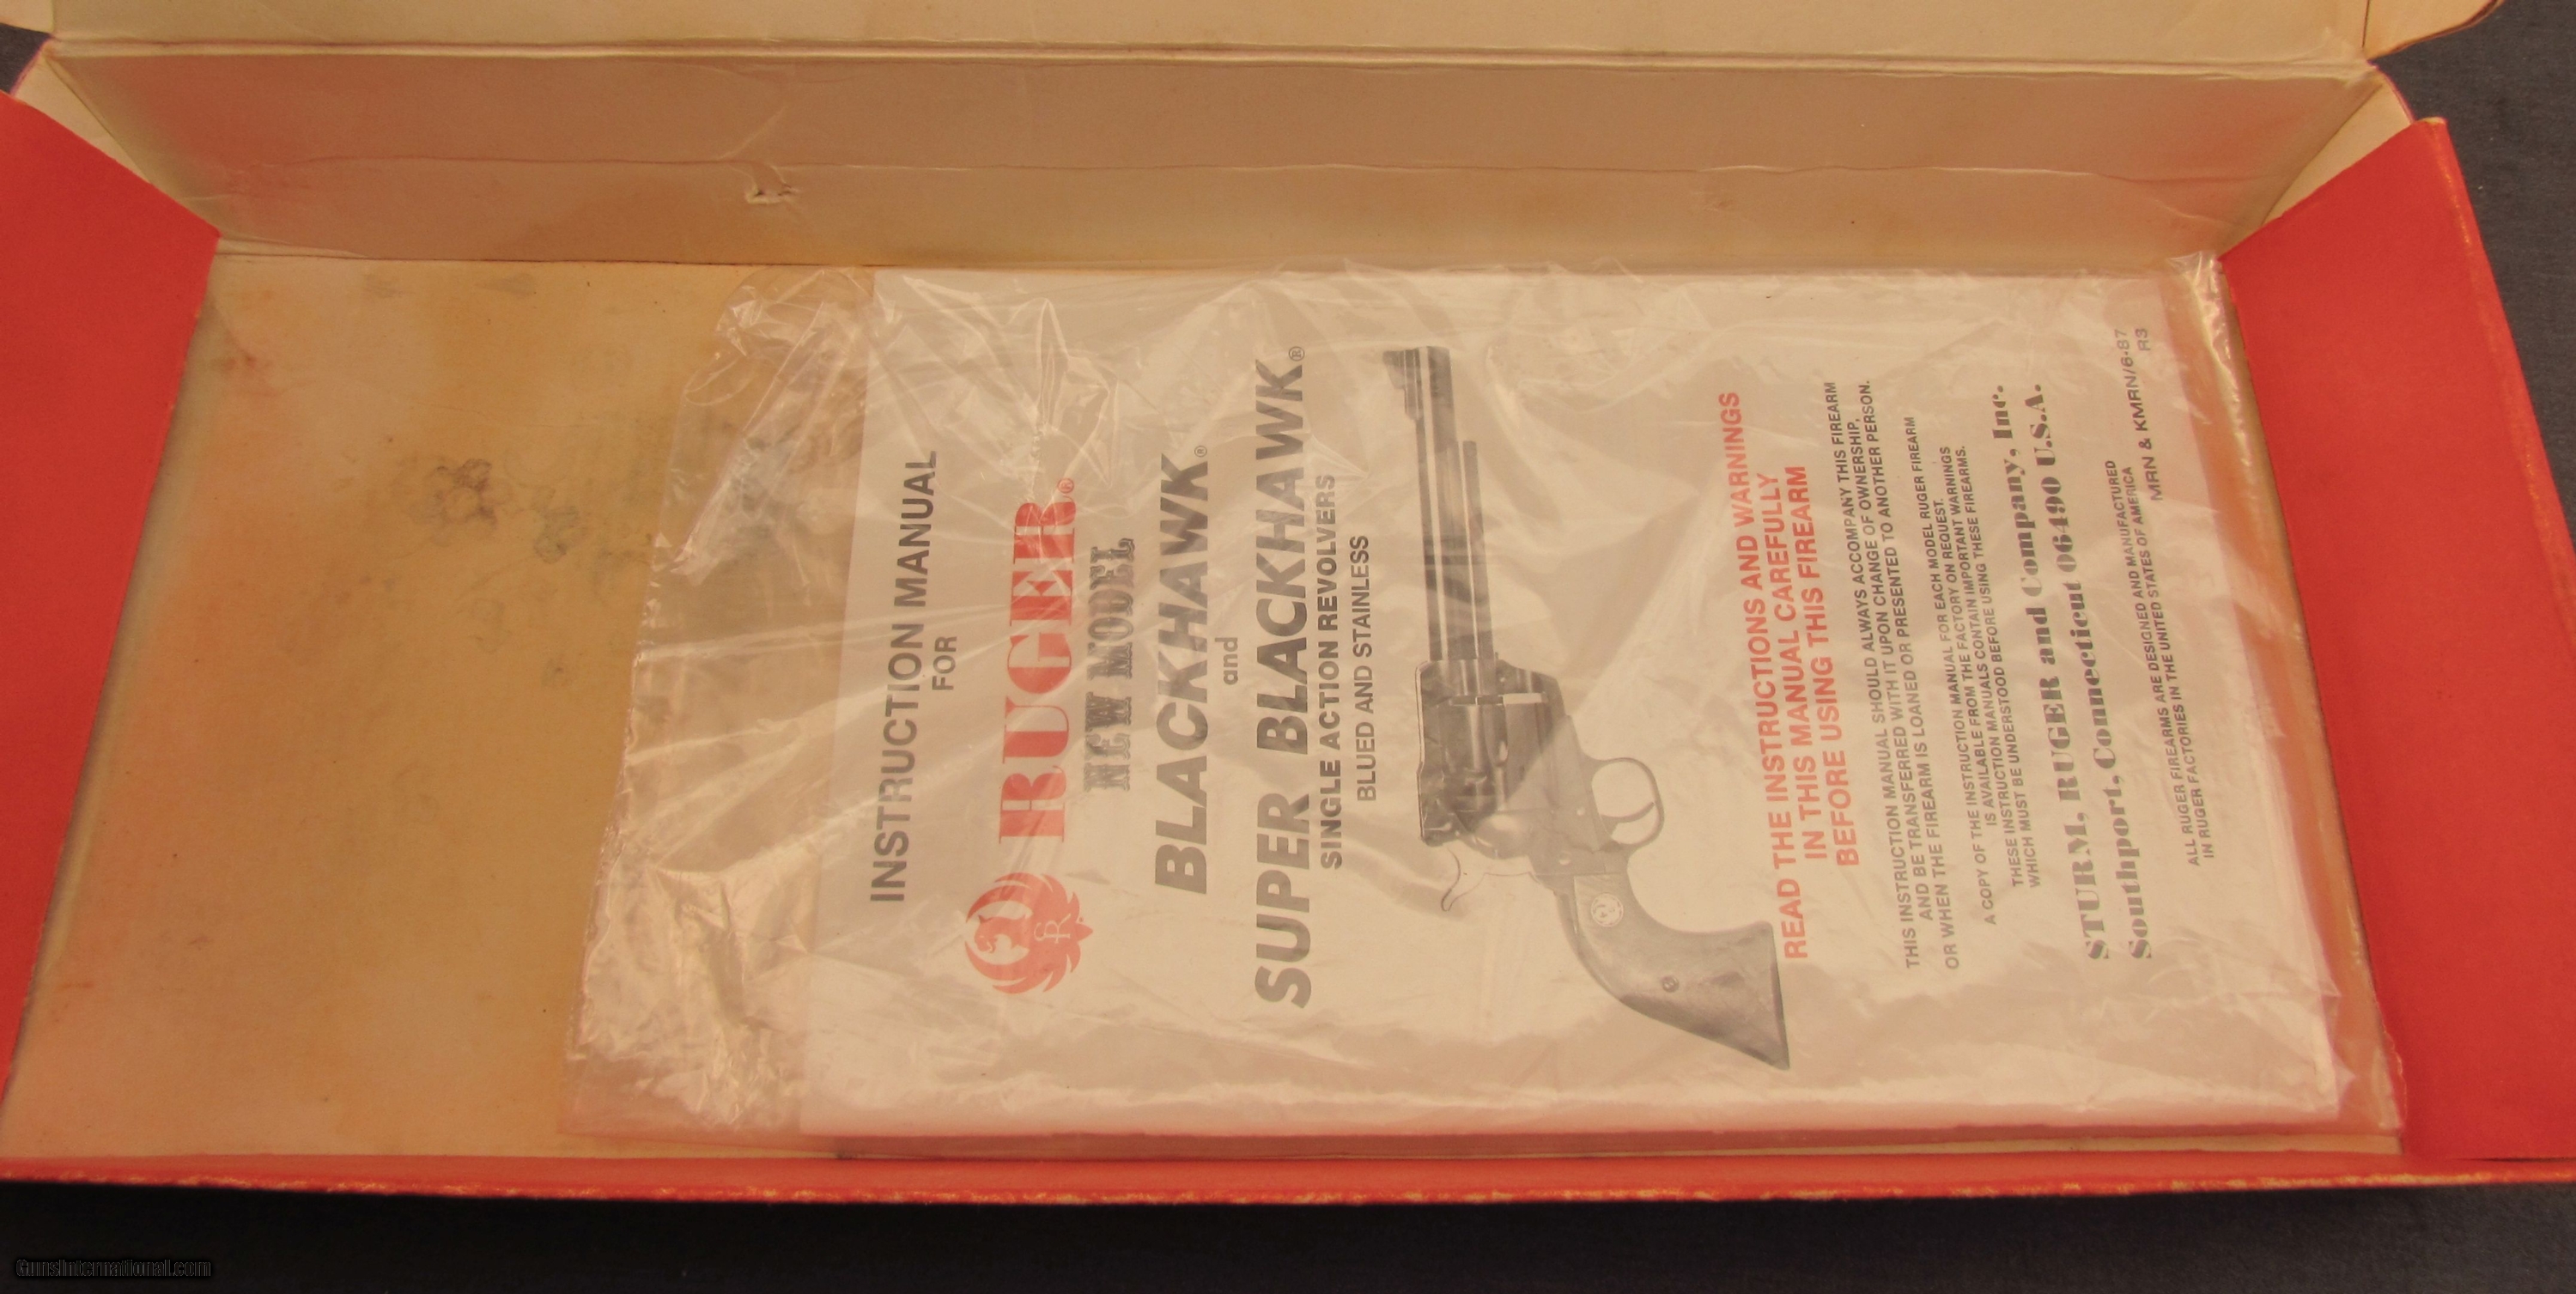 INSTRUCTION MANUAL
FOR
RUGER®
NEW MODEL
BLACKHAWK®
and
SUPER BLACKHAWK®
SINGLE ACTION REVOLVERS
BLUED AND STAINLESS
READ THE INSTRUCTIONS AND WARNINGS
IN THIS MANUAL CAREFULLY
BEFORE USING THIS FIREARM
THIS INSTRUCTION MANUAL SHOULD ALWAYS ACCOMPANY THIS FIREARM
AND BE TRANSFERRED WITH IT UPON CHANGE OF OWNERSHIP,
OR WHEN THE FIREARM IS LOANED OR PRESENTED TO ANOTHER PERSON.
A COPY OF THE INSTRUCTION MANUAL FOR EACH MODEL RUGER FIREARM
IS AVAILABLE FROM THE FACTORY ON REQUEST.
THESE INSTRUCTION MANUALS CONTAIN IMPORTANT WARNINGS
WHICH MUST BE UNDERSTOOD BEFORE USING THESE FIREARMS.
STURM, RUGER and Company, Inc.
Southport, Connecticut 06490 U.S.A.
ALL RUGER FIREARMS ARE DESIGNED AND MANUFACTURED
IN RUGER FACTORIES IN THE UNITED STATES OF AMERICA
MRN & KMRN/6-87
R3
GunsInternational.com